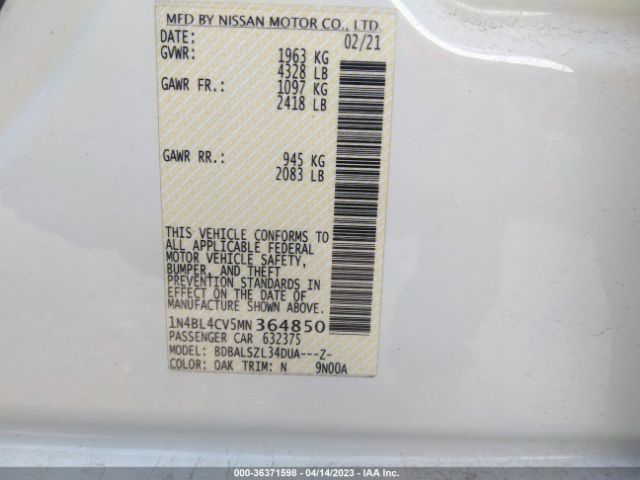 MFD BY NISSAN MOTOR CO., LTD.
DATE: 02/21
GVWR: 1963 KG
4328 LB
GAWR FR.: 1097 KG
2418 LB
GAWR RR.: 945 KG
2083 LB
THIS VEHICLE CONFORMS TO
ALL APPLICABLE FEDERAL
MOTOR VEHICLE SAFETY,
BUMPER, AND THEFT
PREVENTION STANDARDS IN
EFFECT ON THE DATE OF
MANUFACTURE SHOWN ABOVE.
1N4BL4CV5MN364850
PASSENGER CAR 632375
MODEL: BDBALSZL34DUA---Z-
COLOR: QAK TRIM: N 9N00A
000-36371598 - 04/14/2023 - IAA Inc.